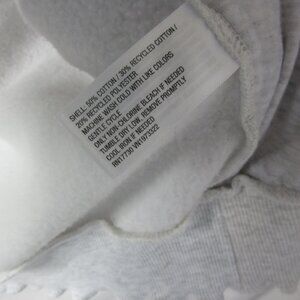 SHELL: 50% COTTON / 30% RECYCLED COTTON /
20% RECYCLED POLYESTER
MACHINE WASH COLD WITH LIKE COLORS
GENTLE CYCLE
ONLY NON-CHLORINE BLEACH IF NEEDED
TUMBLE DRY LOW. REMOVE PROMPTLY
COOL IRON IF NEEDED
RN17730 VN1973322